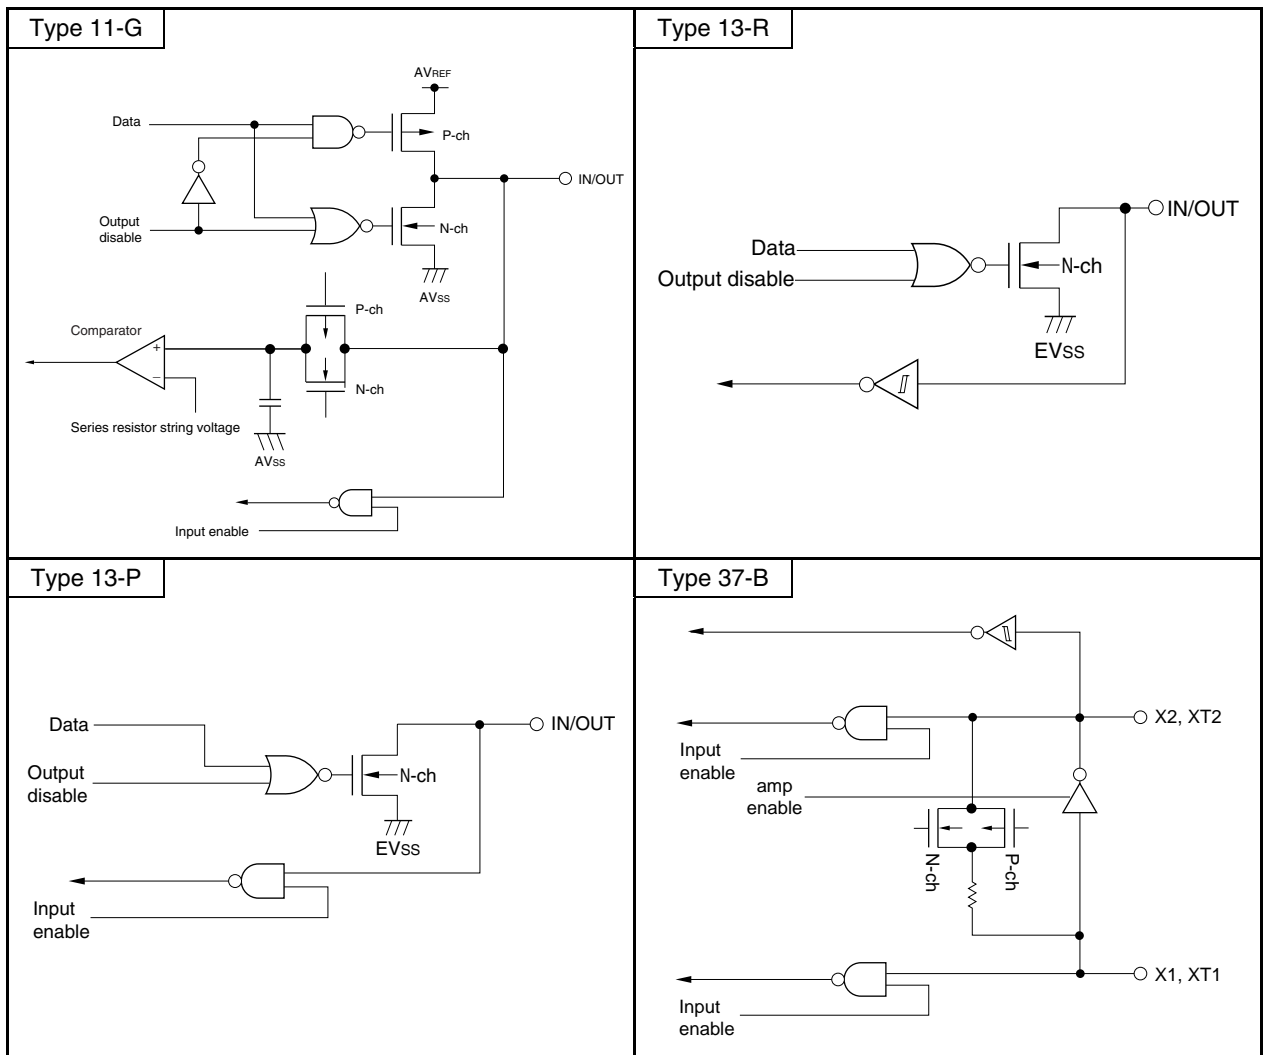 Type 11-G
AVREF
Data
P-ch
IN/OUT
Output
disable
N-ch
AVSS
P-ch
Comparator
+
−
N-ch
Series resistor string voltage
AVSS
Input enable
Type 13-R
IN/OUT
Data
Output disable
N-ch
EVSS
Type 13-P
Data
IN/OUT
Output
disable
N-ch
EVSS
Input
enable
Type 37-B
X2, XT2
Input
enable
amp
enable
N-ch
P-ch
X1, XT1
Input
enable